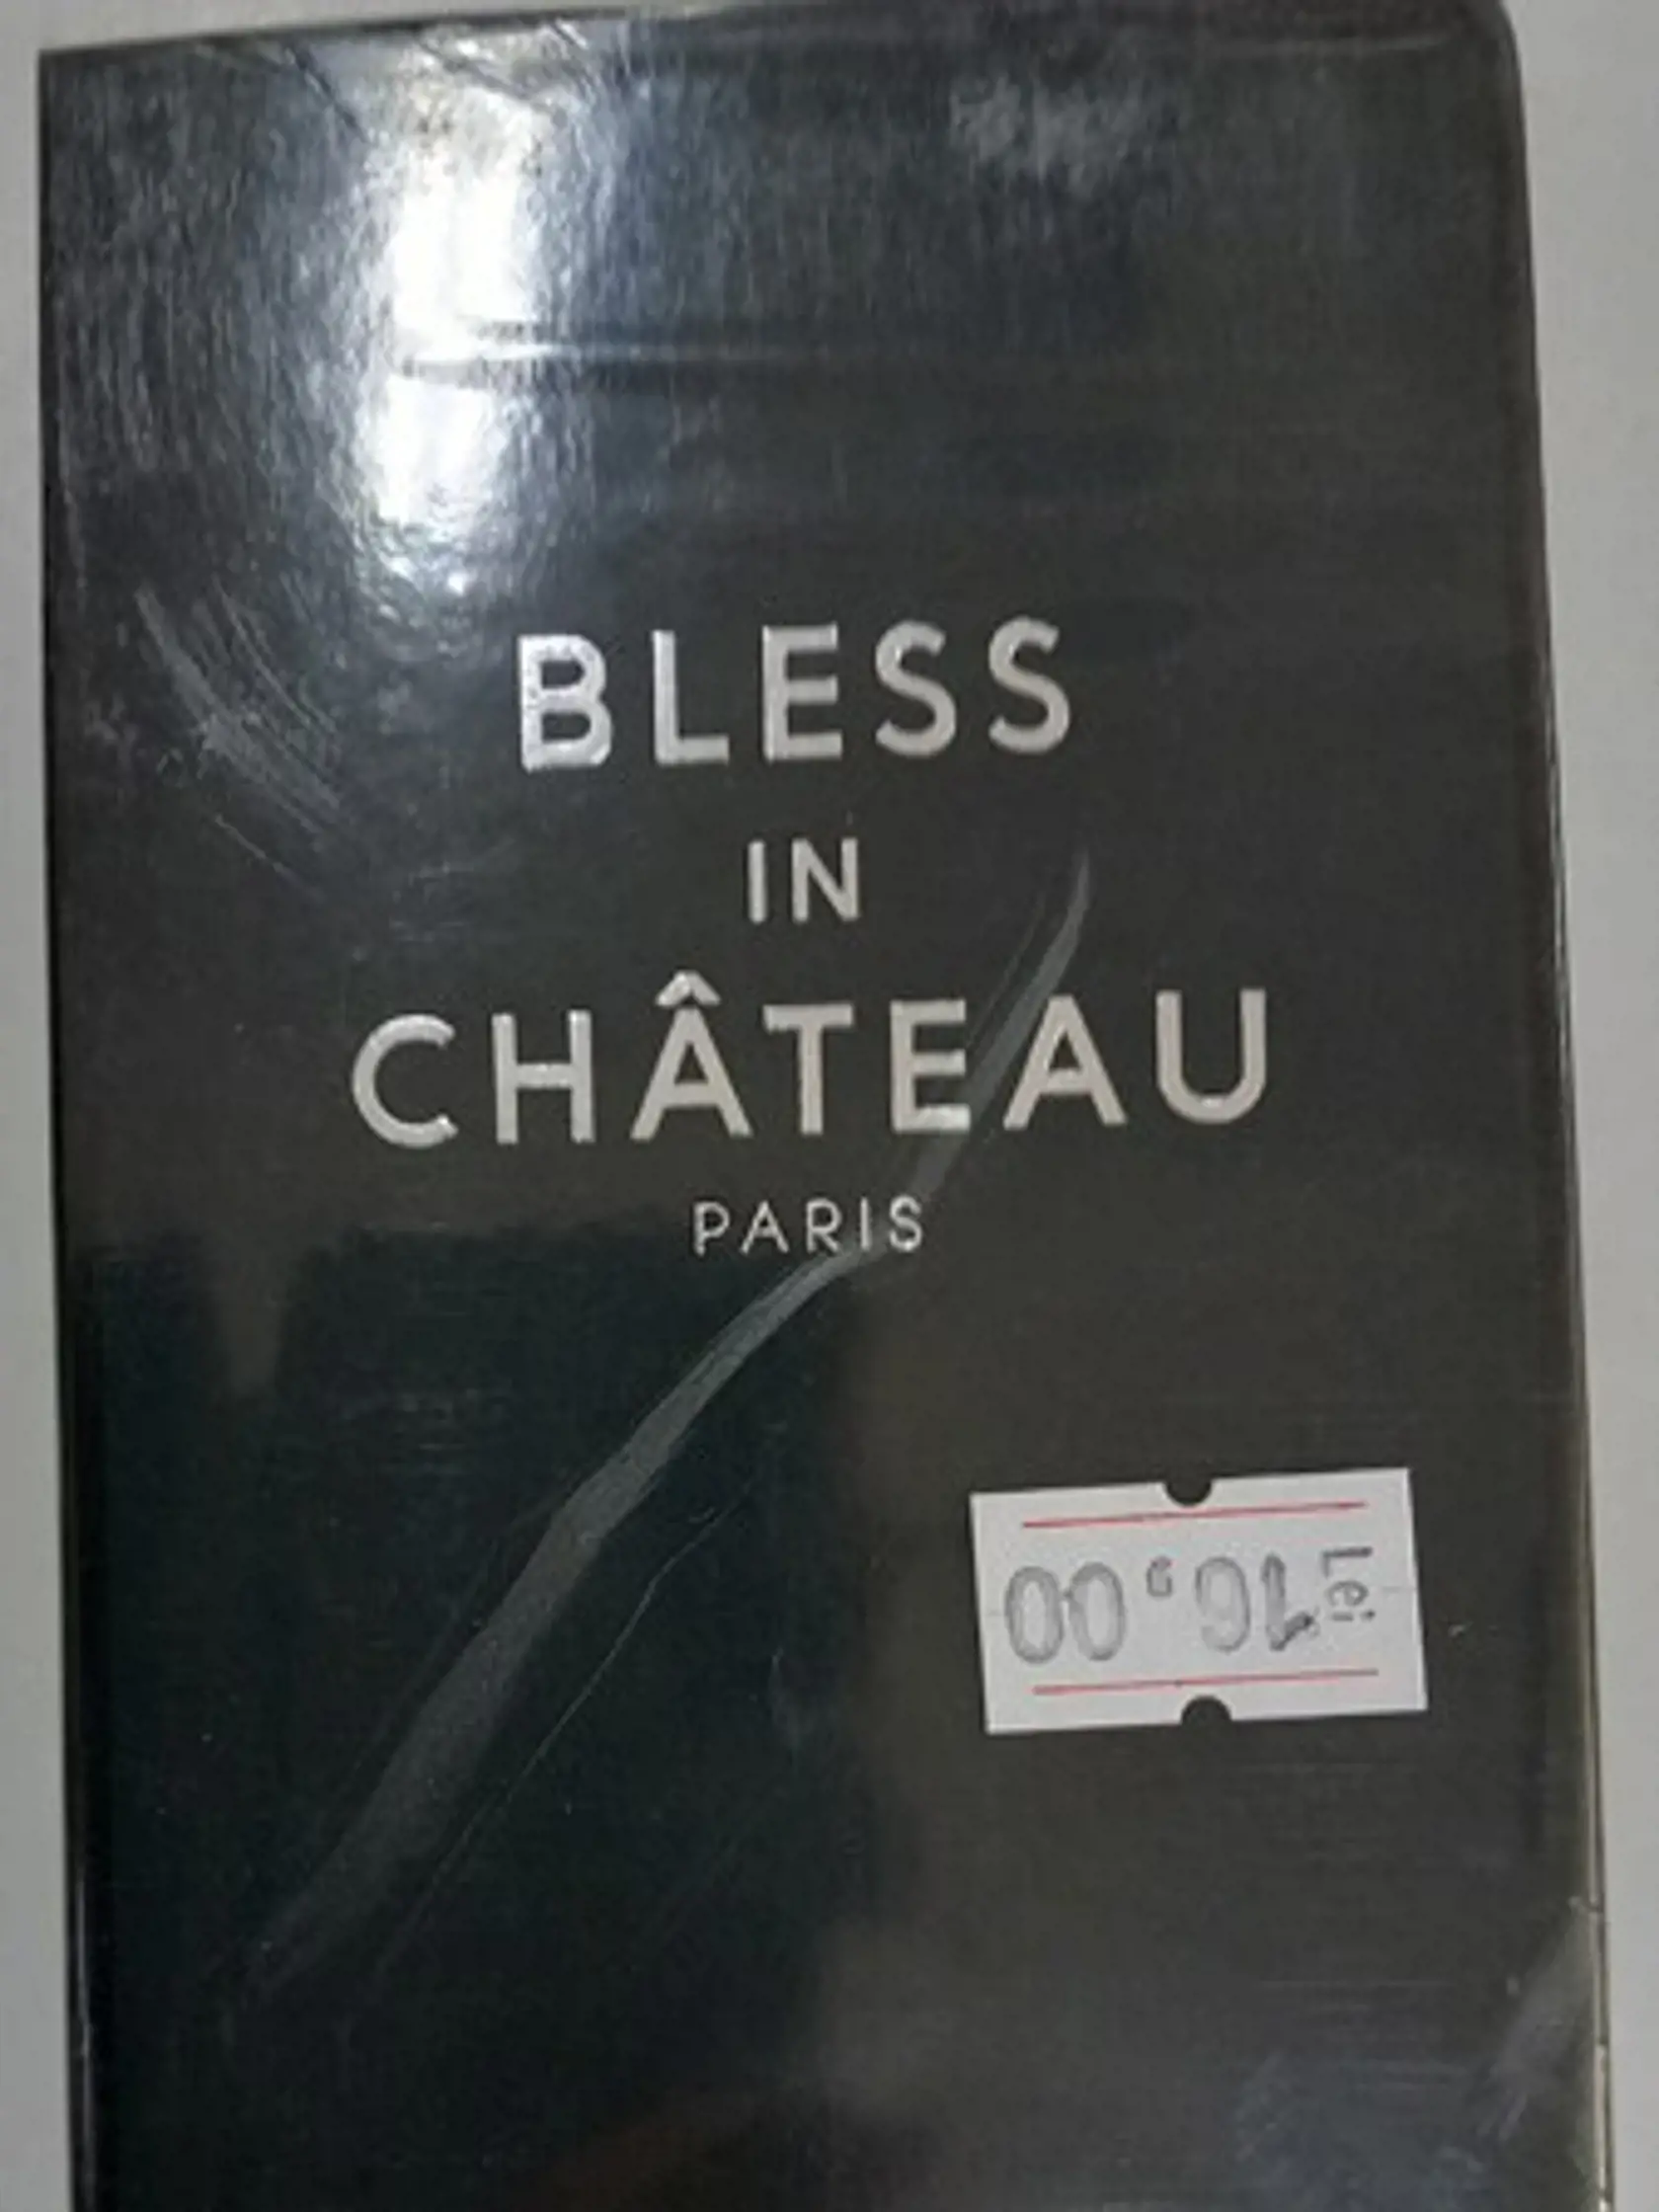 BLESS
IN
CHÂTEAU
PARIS
Lei 16,00